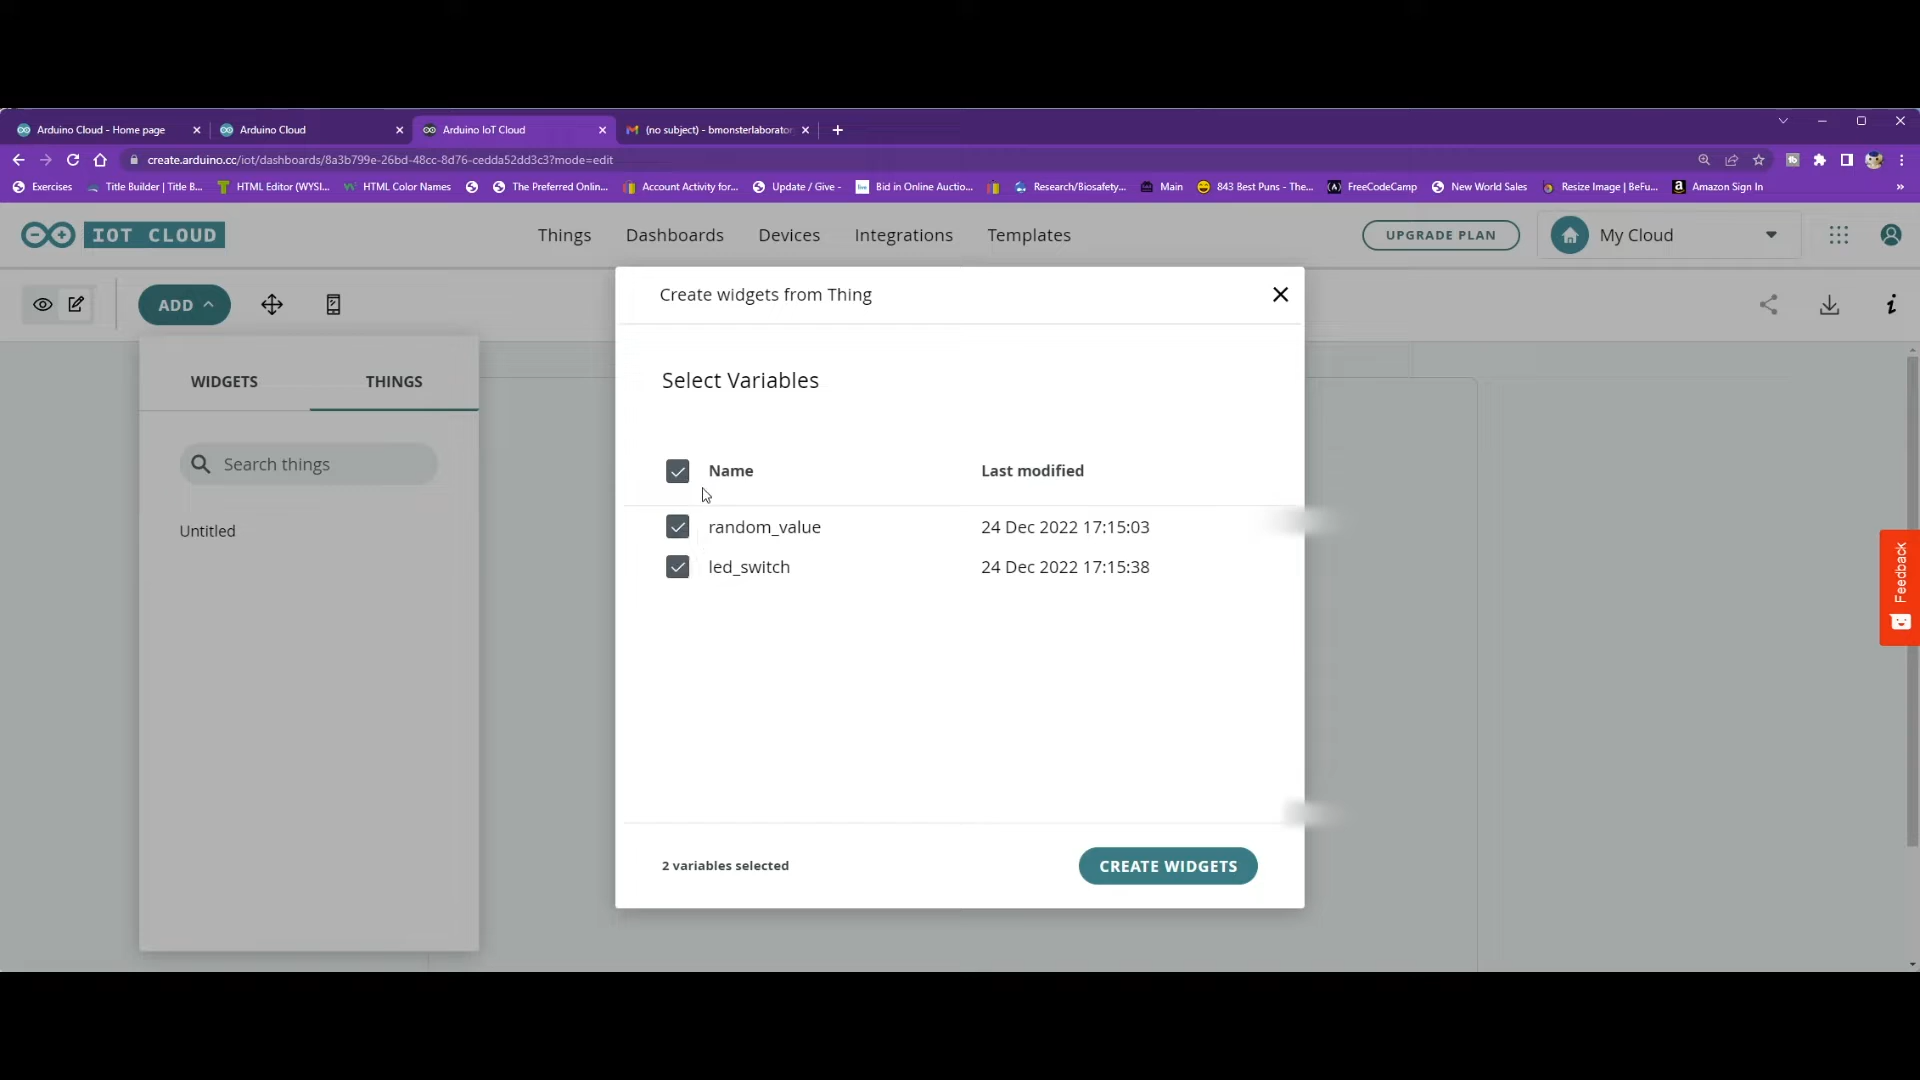 Arduino Cloud - Home page
Arduino Cloud
Arduino IoT Cloud
(no subject) - bmonsterlaborator
create.arduino.cc/iot/dashboards/8a3b799e-26bd-48cc-8d76-cedda52dd3c3?mode=edit
Exercises
Title Builder | Title B...
HTML Editor (WYSI...
HTML Color Names
The Preferred Onlin...
Account Activity for...
Update / Give -
Bid in Online Auctio...
Research/Biosafety...
Main
843 Best Puns - The...
FreeCodeCamp
New World Sales
Resize Image | BeFu...
Amazon Sign In
»
IOT CLOUD
Things
Dashboards
Devices
Integrations
Templates
UPGRADE PLAN
My Cloud
ADD
Create widgets from Thing
WIDGETS
THINGS
Search things
Untitled
Select Variables
Name
Last modified
random_value
24 Dec 2022 17:15:03
led_switch
24 Dec 2022 17:15:38
2 variables selected
CREATE WIDGETS
Feedback